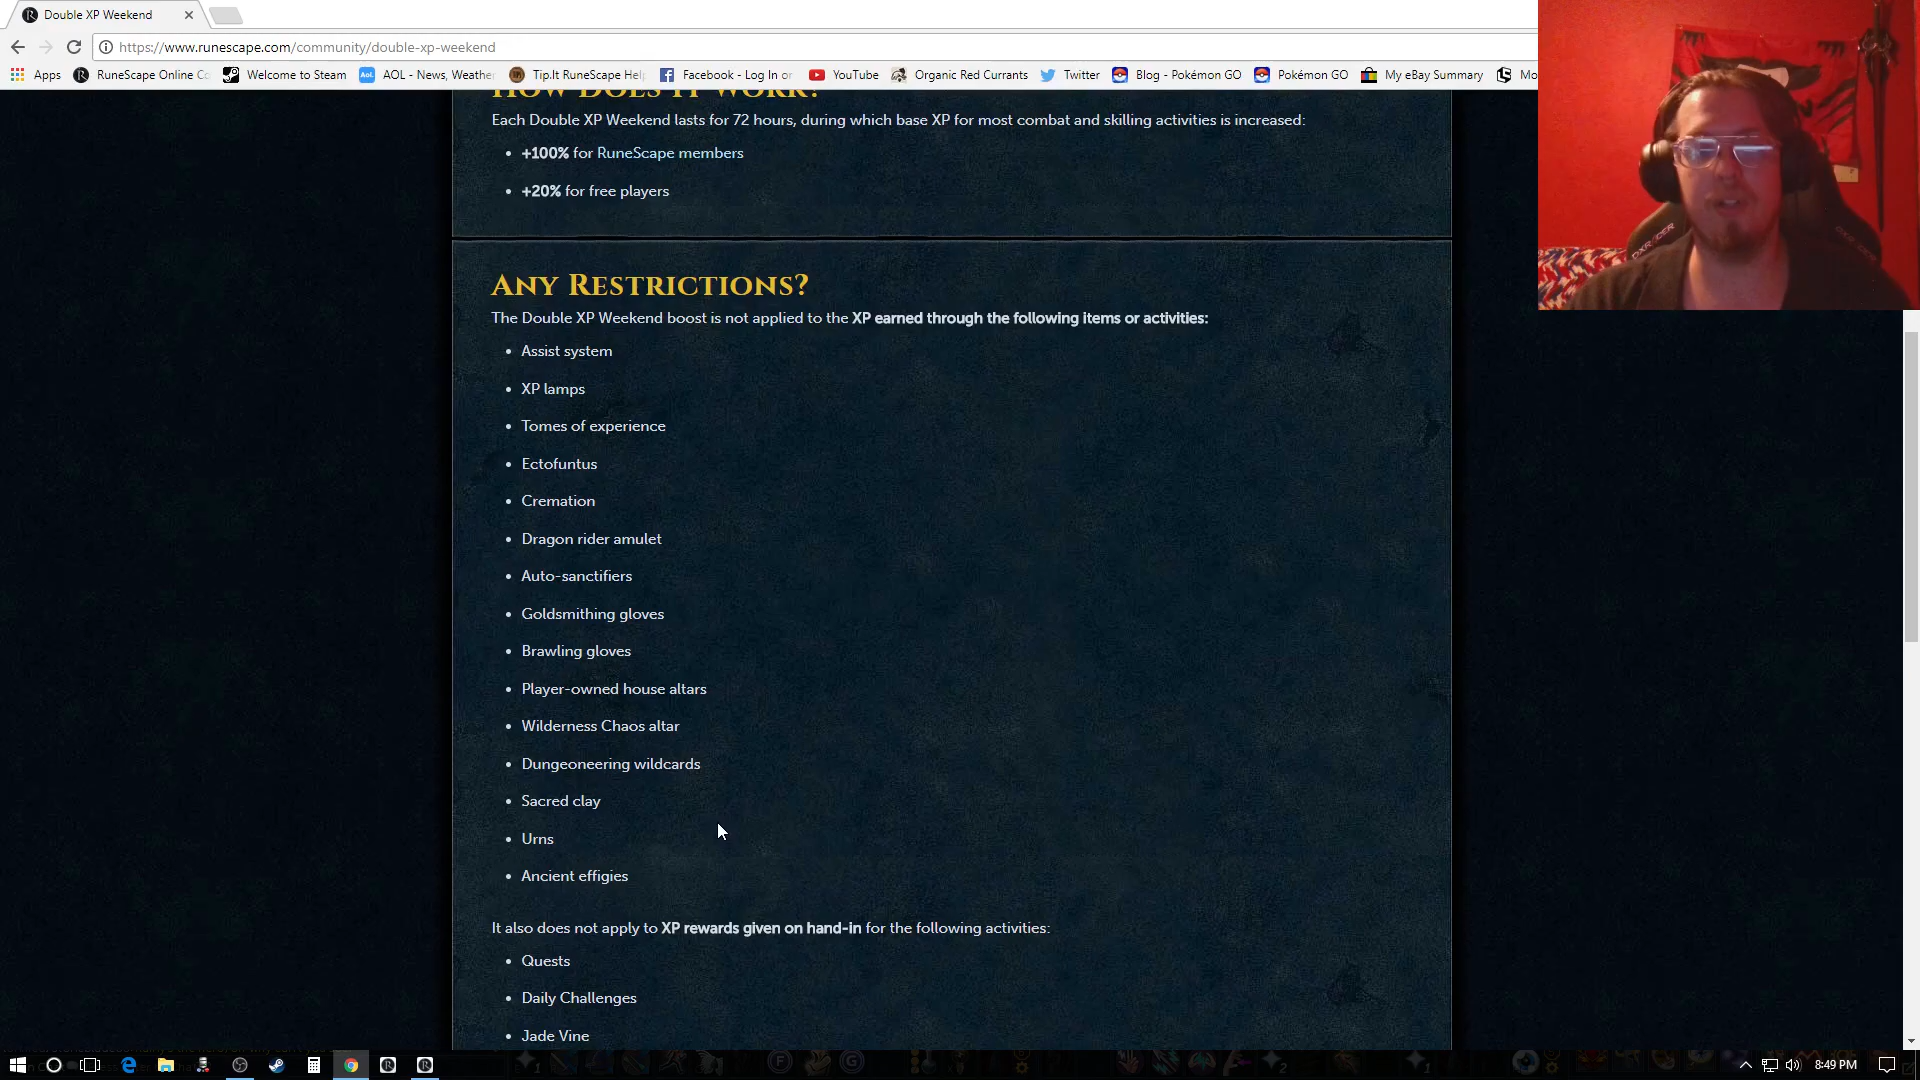 Double XP Weekend
https://www.runescape.com/community/double-xp-weekend
Apps RuneScape Online Co Welcome to Steam AOL - News, Weathe Tip.It RuneScape Hel Facebook - Log In or YouTube Organic Red Currants Twitter Blog - Pokémon GO Pokémon GO My eBay Summary Mo
HOW DOES IT WORK?
Each Double XP Weekend lasts for 72 hours, during which base XP for most combat and skilling activities is increased:
+100% for RuneScape members
+20% for free players
ANY RESTRICTIONS?
The Double XP Weekend boost is not applied to the XP earned through the following items or activities:
Assist system
XP lamps
Tomes of experience
Ectofuntus
Cremation
Dragon rider amulet
Auto-sanctifiers
Goldsmithing gloves
Brawling gloves
Player-owned house altars
Wilderness Chaos altar
Dungeoneering wildcards
Sacred clay
Urns
Ancient effigies
It also does not apply to XP rewards given on hand-in for the following activities:
Quests
Daily Challenges
Jade Vine
8:49 PM